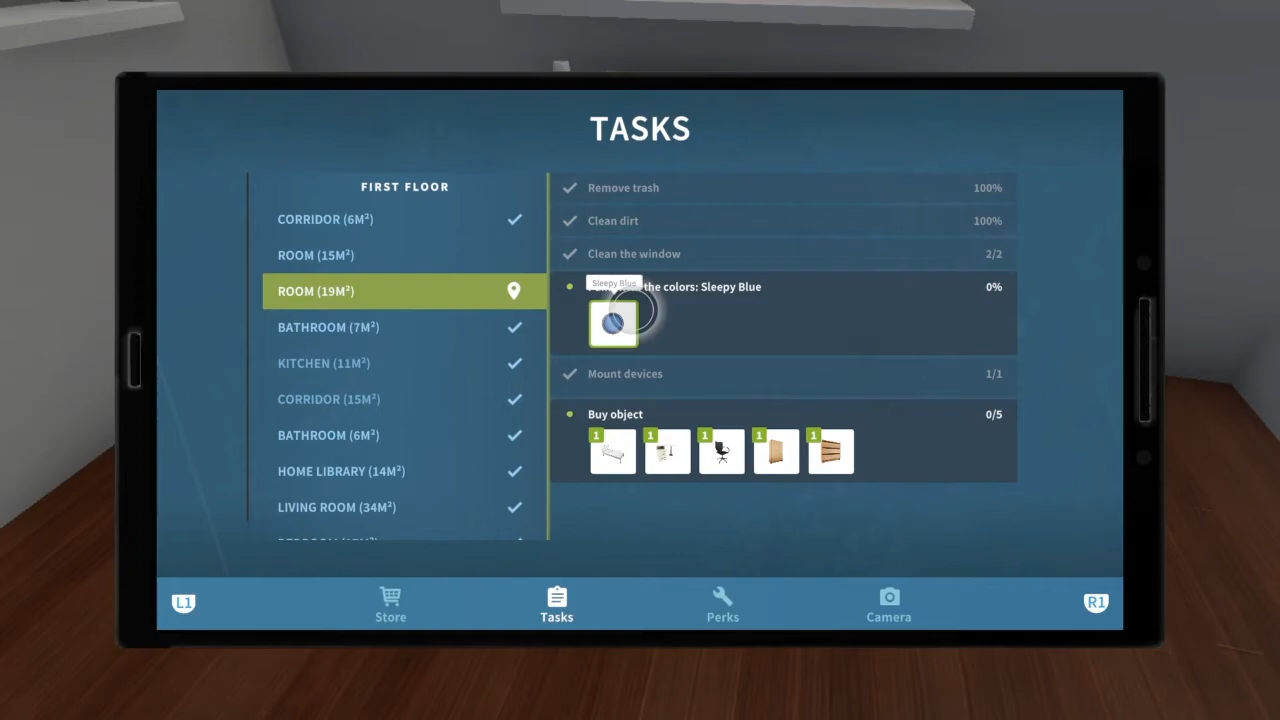 TASKS
FIRST FLOOR
CORRIDOR (6M²)
ROOM (15M²)
ROOM (19M²)
BATHROOM (7M²)
KITCHEN (11M²)
CORRIDOR (15M²)
BATHROOM (6M²)
HOME LIBRARY (14M²)
LIVING ROOM (34M²)
Remove trash 100%
Clean dirt 100%
Clean the window 2/2
Sleepy Blue
the colors: Sleepy Blue 0%
Mount devices 1/1
Buy object 0/5
1 1 1 1 1
L1 Store Tasks Perks Camera R1